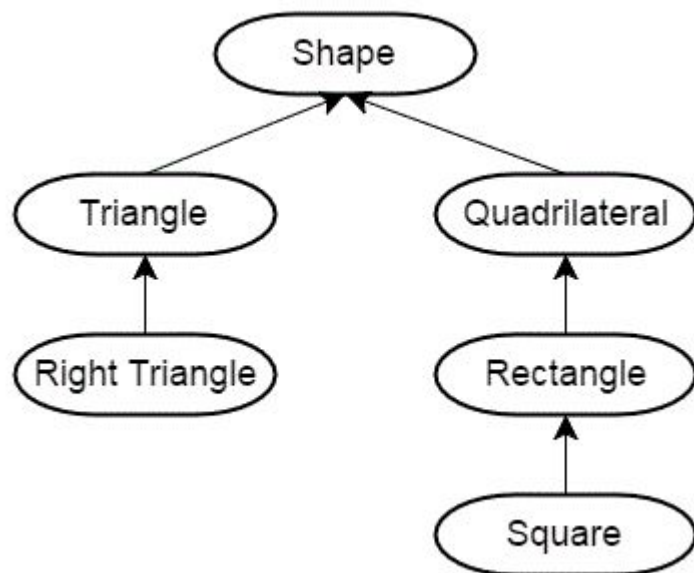 Shape
Triangle
Quadrilateral
Right Triangle
Rectangle
Square